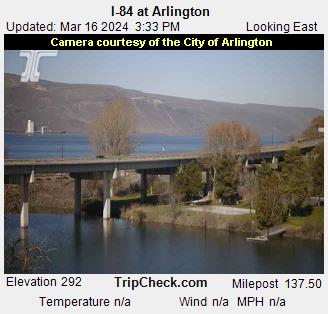 I-84 at Arlington
Updated: Mar 16 2024 3:33 PM Looking East
Camera courtesy of the City of Arlington
Elevation 292 TripCheck.com Milepost 137.50
Temperature n/a Wind n/a MPH n/a